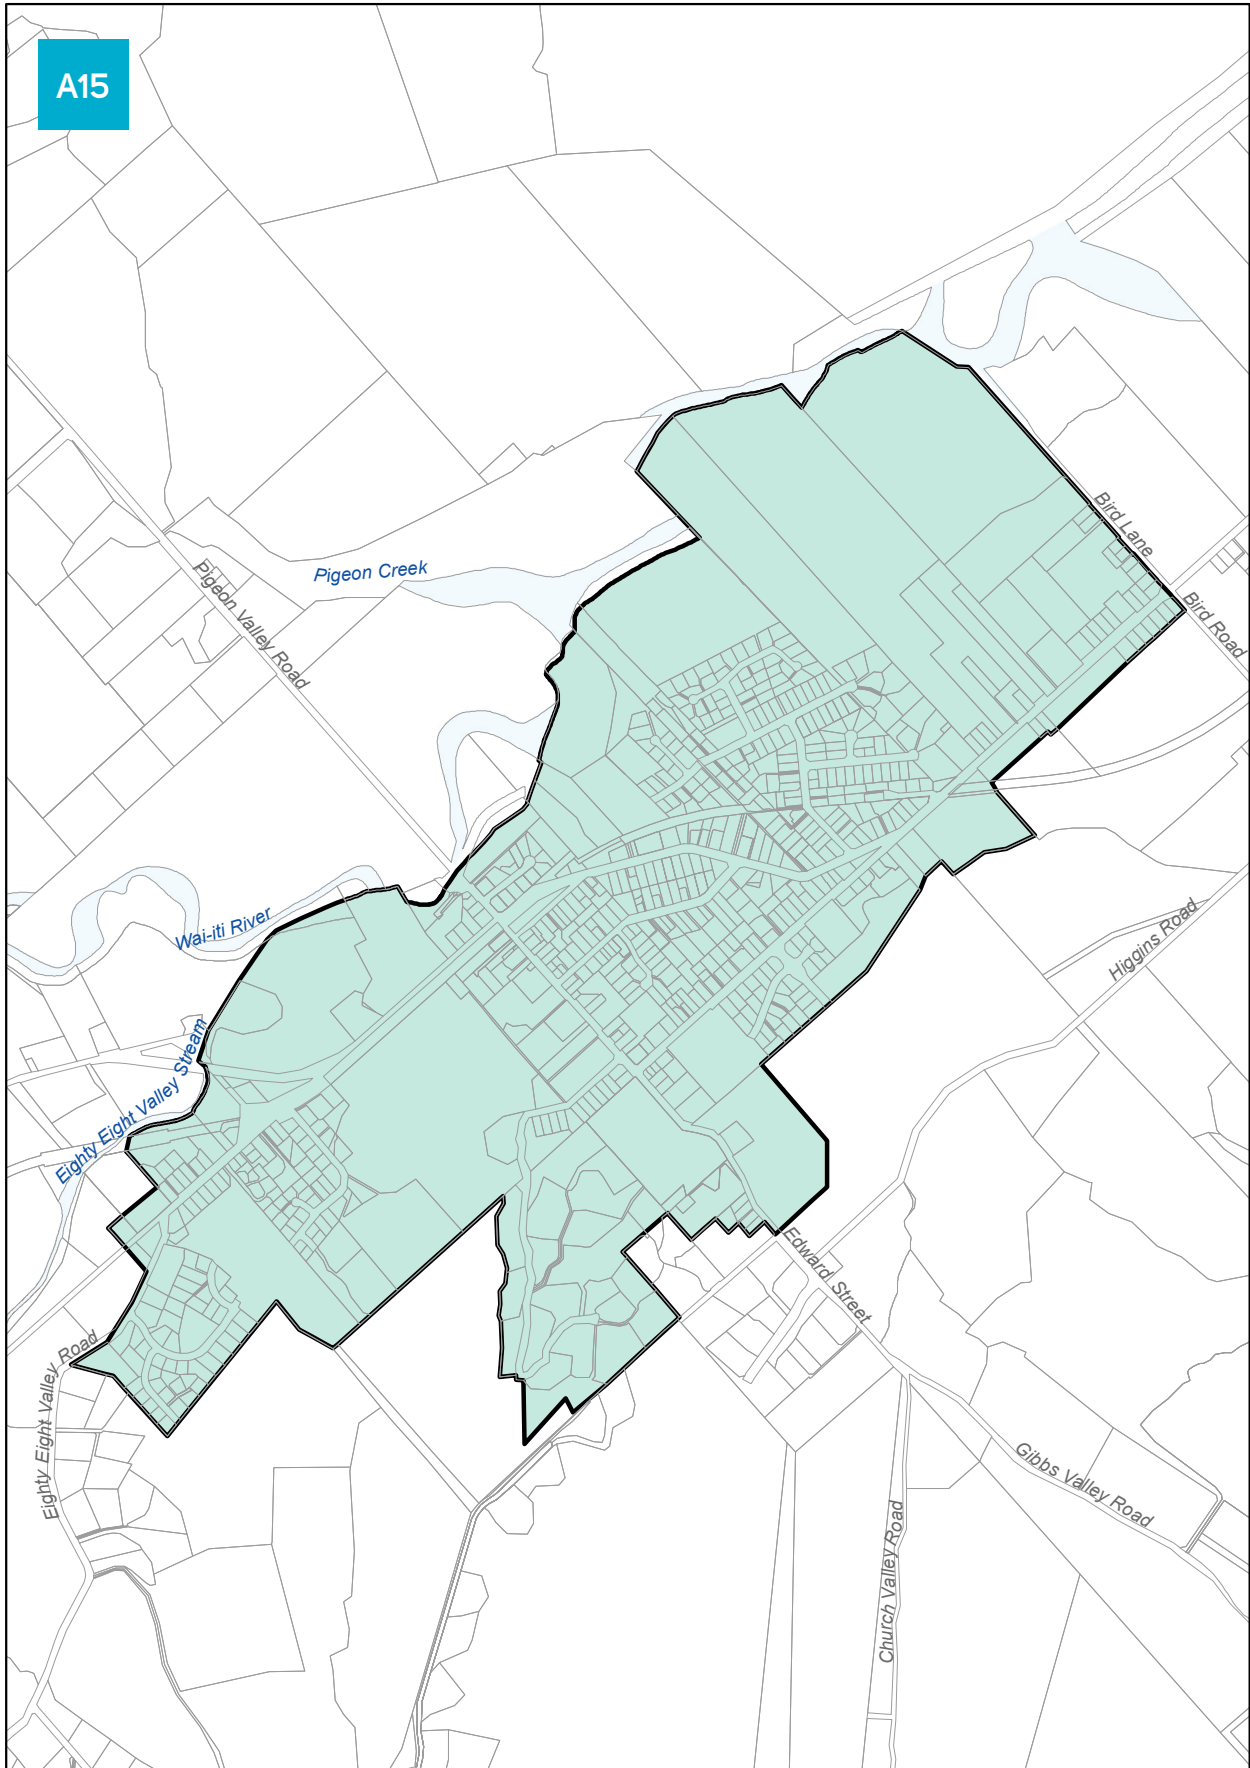 A15
Bird Lane
Pigeon Creek
Pigeon Valley Road
Bird Road
Wai-iti River
Higgins Road
Eighty Eight Valley Stream
Edward Street
Eighty Eight Valley Road
Gibbs Valley Road
Church Valley Road